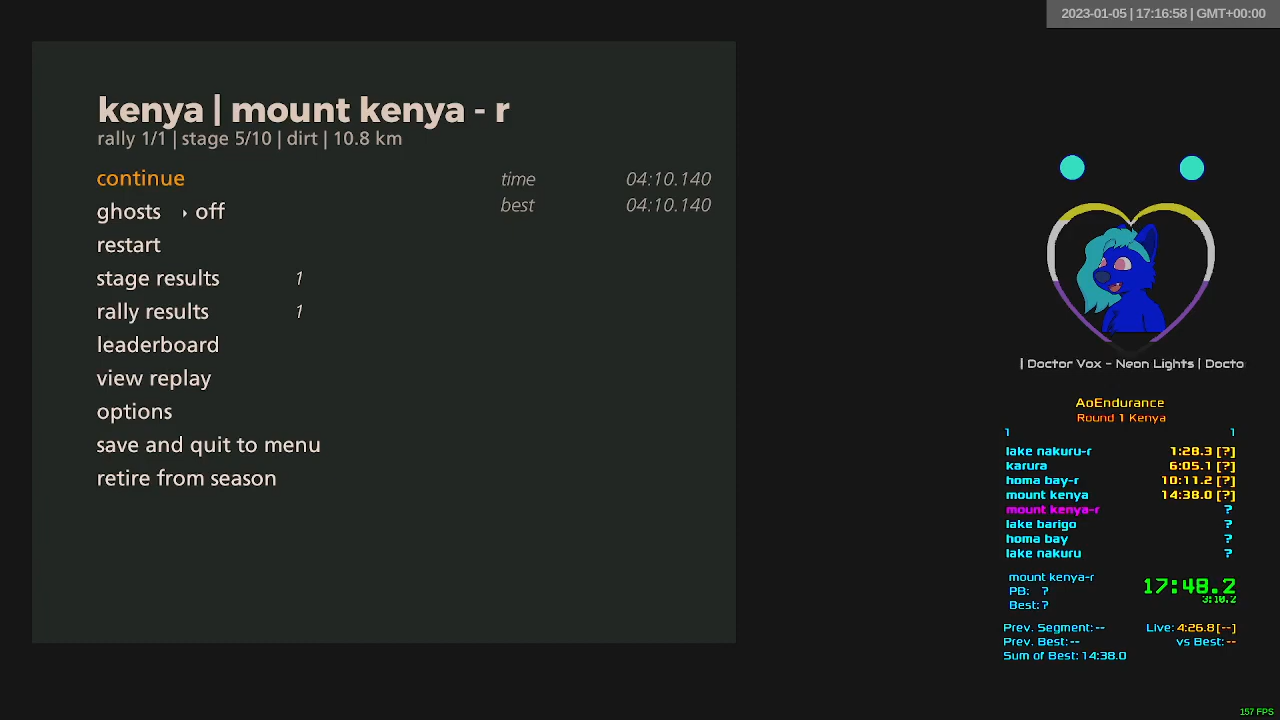 2023-01-05 | 17:16:58 | GMT+00:00
kenya | mount kenya - r
rally 1/1 | stage 5/10 | dirt | 10.8 km
continue
time 04:10.140
ghosts ‣ off
best 04:10.140
restart
stage results 1
rally results 1
leaderboard
view replay
options
save and quit to menu
retire from season
| Doctor Vox - Neon Lights | Docto
AoEndurance
Round 1 Kenya
1 1
lake nakuru-r 1:28.3 [?]
karura 6:05.1 [?]
homa bay-r 10:11.2 [?]
mount kenya 14:38.0 [?]
mount kenya-r ?
lake barigo ?
homa bay ?
lake nakuru ?
mount kenya-r
PB: ?
Best: ?
17:48.2
3:10.2
Prev. Segment: -- Live: 4:26.8 [--]
Prev. Best: -- vs Best: --
Sum of Best: 14:38.0
157 FPS